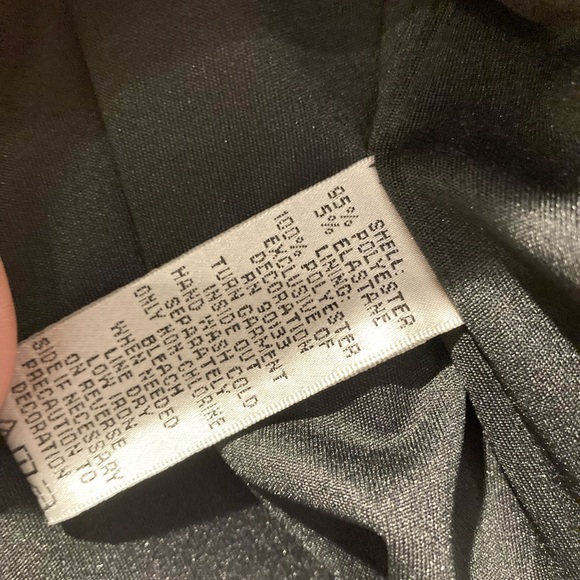 SHELL:
95% POLYESTER
5% ELASTANE
LINING:
100% POLYESTER
EXCLUSIVE OF
DECORATION
RN 90133
TURN GARMENT
INSIDE OUT
HAND WASH COLD
SEPARATELY
ONLY NON-CHLORINE
BLEACH
WHEN NEEDED
LINE DRY
LOW IRON
ON REVERSE
SIDE IF NECESSARY
PRECAUTION TO
DECORATION